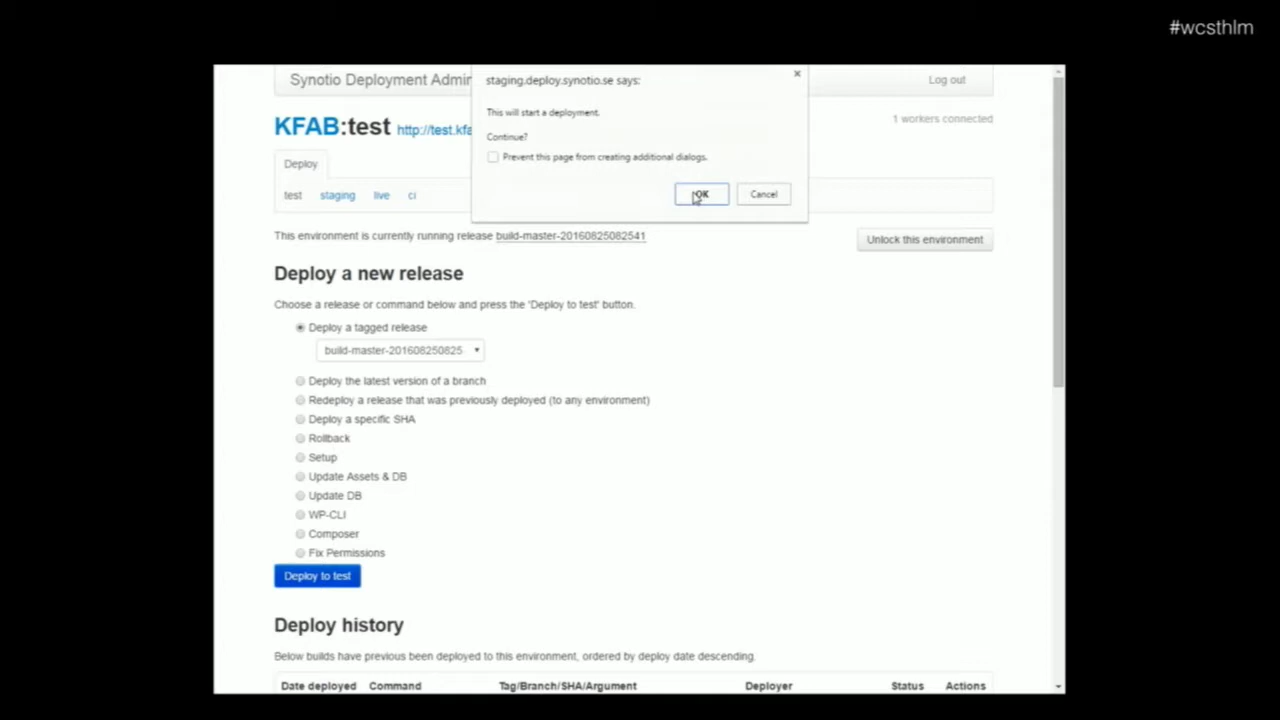 #wcsthlm
Synotio Deployment Admin
staging.deploy.synotio.se says:
×
Log out
This will start a deployment.
Continue?
Prevent this page from creating additional dialogs.
OK
Cancel
KFAB:test http://test.kfa
1 workers connected
Deploy
test staging live ci
This environment is currently running release build-master-20160825082541
Unlock this environment
Deploy a new release
Choose a release or command below and press the 'Deploy to test' button.
Deploy a tagged release
build-master-201608250825
Deploy the latest version of a branch
Redeploy a release that was previously deployed (to any environment)
Deploy a specific SHA
Rollback
Setup
Update Assets & DB
Update DB
WP-CLI
Composer
Fix Permissions
Deploy to test
Deploy history
Below builds have previous been deployed to this environment, ordered by deploy date descending.
Date deployed Command Tag/Branch/SHA/Argument Deployer Status Actions